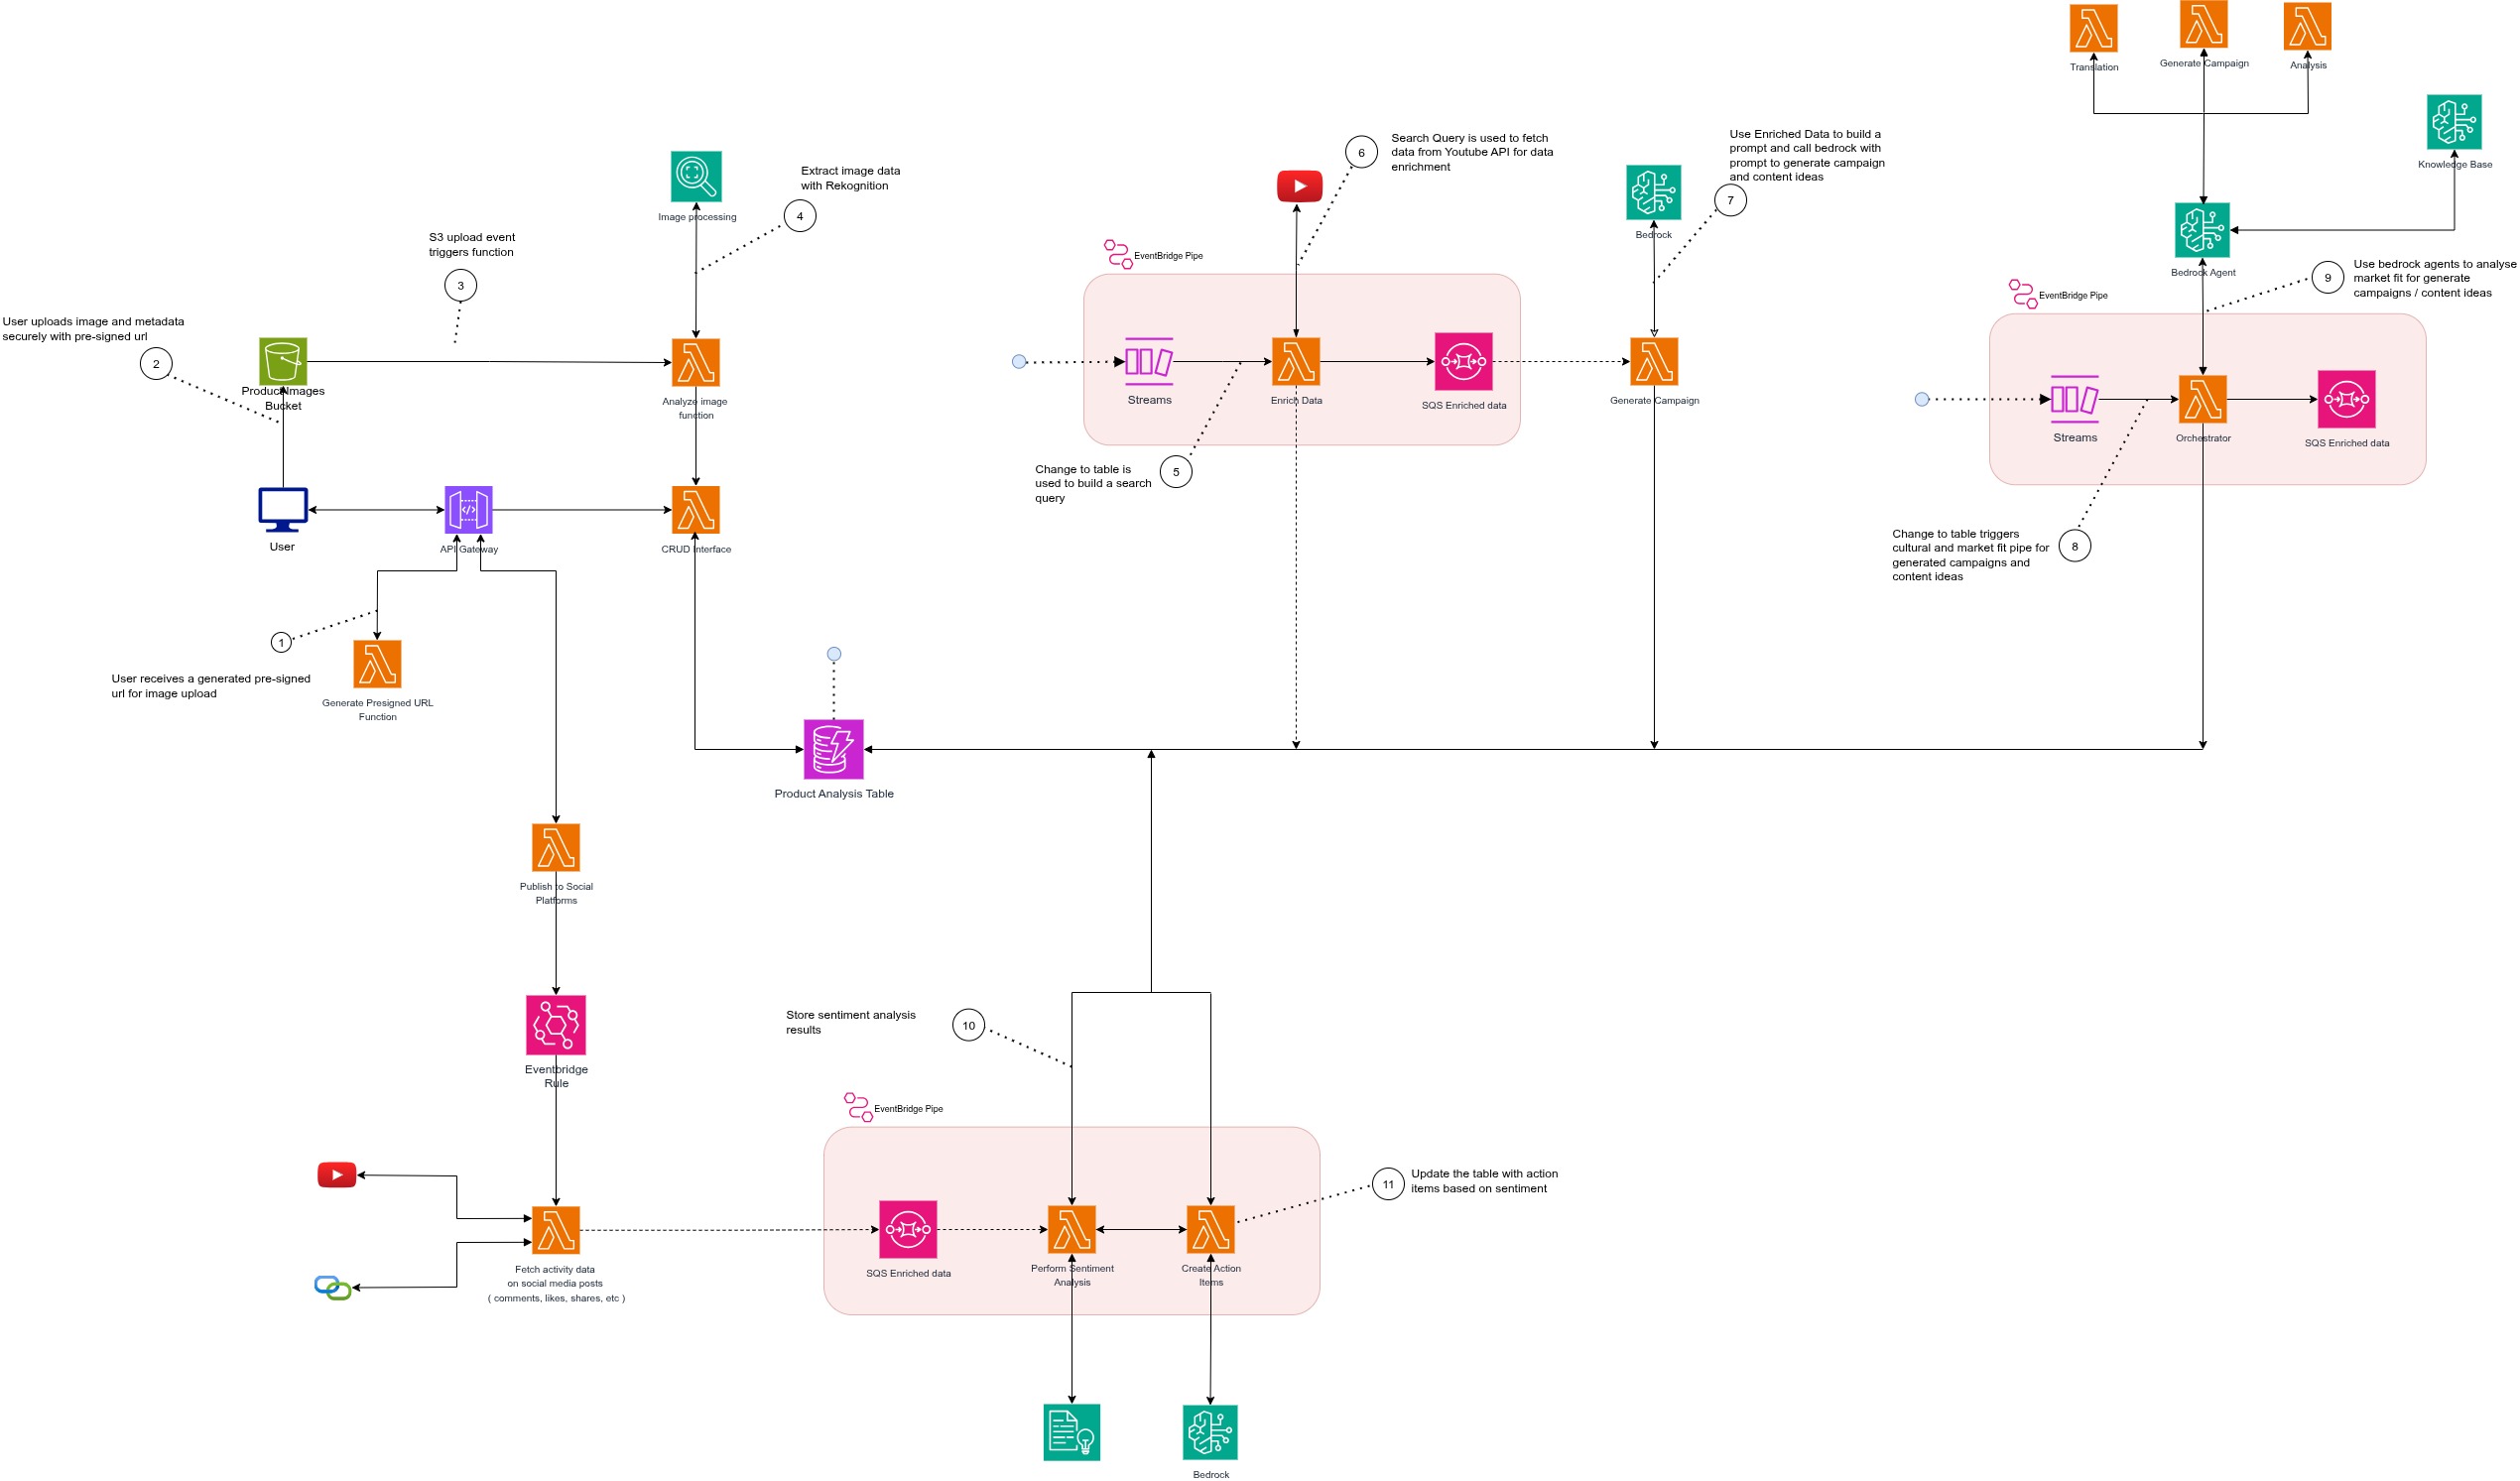 Translation
Generate Campaign
Analysis
Knowledge Base
Bedrock Agent
9
Use bedrock agents to analyse
market fit for generate
campaigns / content ideas
Image processing
Extract image data
with Rekognition
4
6
Search Query is used to fetch
data from Youtube API for data
enrichment
Use Enriched Data to build a
prompt and call bedrock with
prompt to generate campaign
and content ideas
7
Bedrock
S3 upload event
triggers function
3
User uploads image and metadata
securely with pre-signed url
2
Product Images
Bucket
Analyze image
function
EventBridge Pipe
Streams
Enrich Data
SQS Enriched data
Generate Campaign
EventBridge Pipe
Streams
Orchestrator
SQS Enriched data
Change to table is
used to build a search
query
5
Change to table triggers
cultural and market fit pipe for
generated campaigns and
content ideas
8
User
API Gateway
CRUD Interface
1
User receives a generated pre-signed
url for image upload
Generate Presigned URL
Function
Product Analysis Table
Publish to Social
Platforms
Eventbridge
Rule
Store sentiment analysis
results
10
EventBridge Pipe
11
Update the table with action
items based on sentiment
Fetch activity data
on social media posts
( comments, likes, shares, etc )
SQS Enriched data
Perform Sentiment
Analysis
Create Action
Items
Bedrock